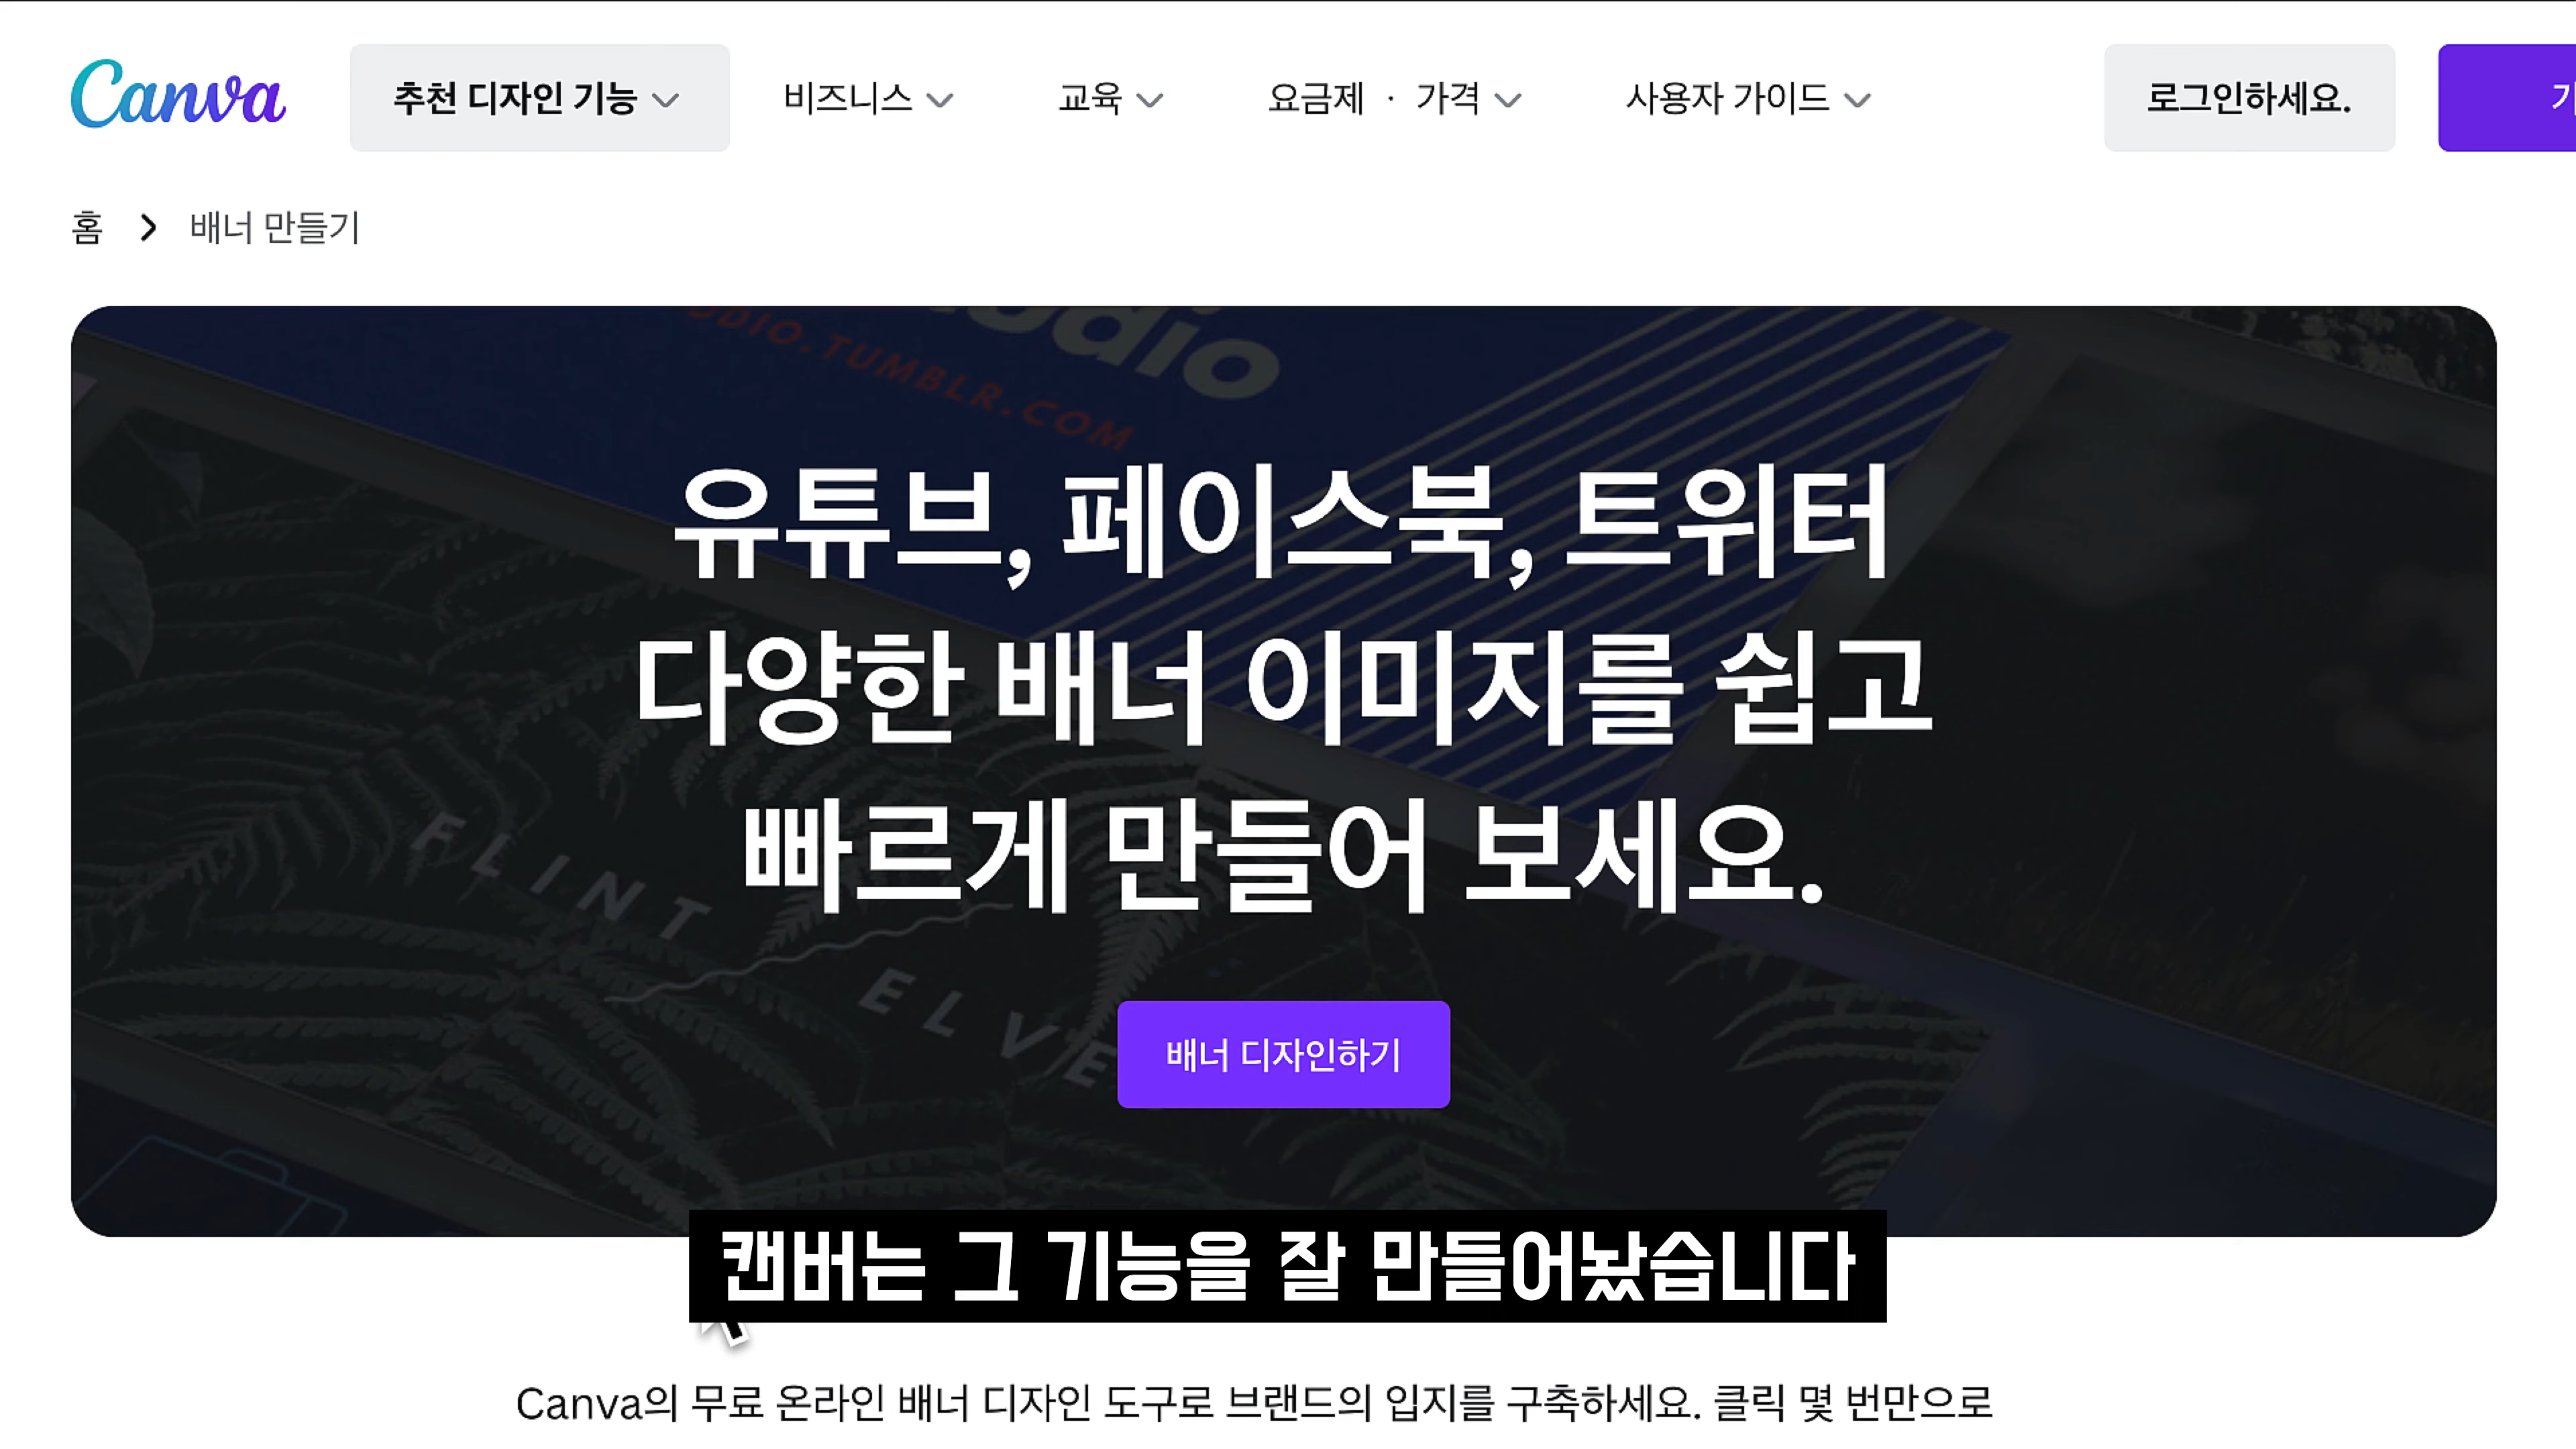 Canva
추천 디자인 기능
비즈니스
교육
요금제 · 가격
사용자 가이드
로그인하세요.
홈 > 배너 만들기
udio
UDIO.TUMBLR.COM
유튜브, 페이스북, 트위터
다양한 배너 이미지를 쉽고
빠르게 만들어 보세요.
FLINT
ELVE
배너 디자인하기
캔버는 그 기능을 잘 만들어놨습니다
Canva의 무료 온라인 배너 디자인 도구로 브랜드의 입지를 구축하세요. 클릭 몇 번만으로